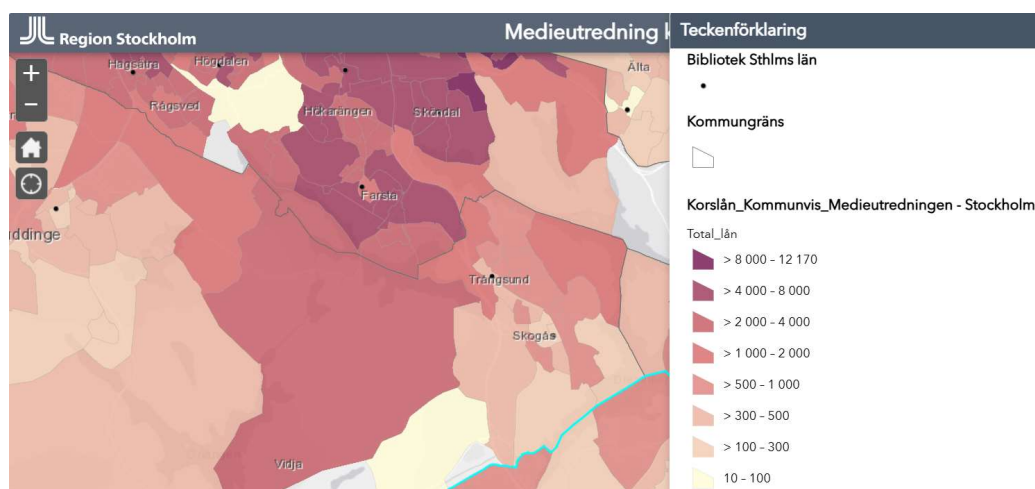 Region Stockholm
Medieutredning k
Teckenförklaring
Bibliotek Sthlms län
Kommungräns
Korslån_Kommunvis_Medieutredningen - Stockholm
Total_lån
> 8 000 - 12 170
> 4 000 - 8 000
> 2 000 - 4 000
> 1 000 - 2 000
> 500 - 1 000
> 300 - 500
> 100 - 300
10 - 100
+
−
Hagsätra
Högdalen
Älta
Rågsved
Hökarängen
Sköndal
Farsta
iddinge
Trångsund
Skogås
Vidja